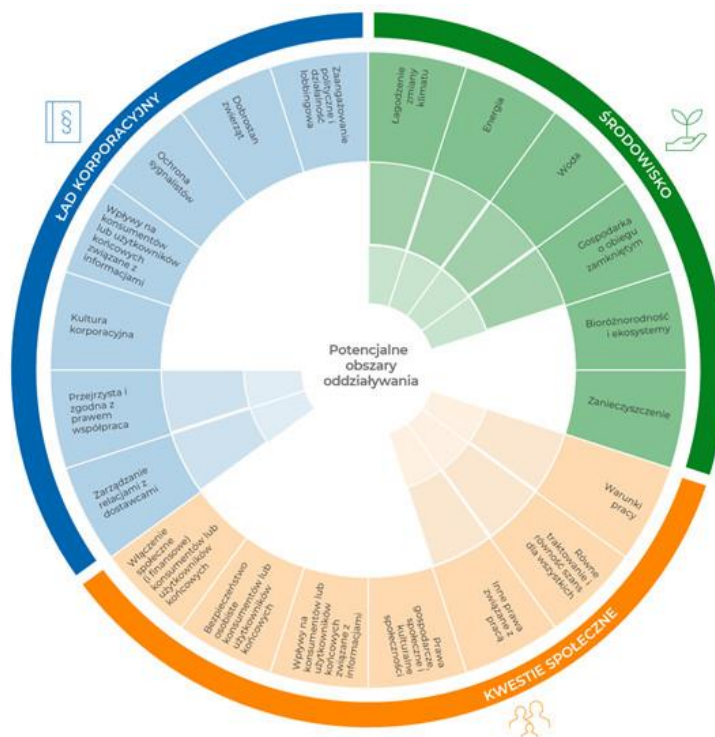 ŁAD KORPORACYJNY
§
ŚRODOWISKO
KWESTIE SPOŁECZNE
Potencjalne
obszary
oddziaływania
Łagodzenie
zmiany
klimatu
Energia
Woda
Gospodarka
o obiegu
zamkniętym
Bioróżnorodność
i ekosystemy
Zanieczyszczenie
Warunki
pracy
Równe
traktowanie i
równość szans
dla wszystkich
Inne prawa
związane z
pracą
Prawa
gospodarcze,
społeczne i
kulturalne
społeczności
Wpływy na
konsumentów lub
użytkowników
końcowych
związane z
informacjami
Bezpieczeństwo
osobiste
konsumentów lub
użytkowników
końcowych
Włączenie
społeczne
(i finansowe)
konsumentów lub
użytkowników
końcowych
Zarządzanie
relacjami z
dostawcami
Przejrzysta i
zgodna z
prawem
współpraca
Kultura
korporacyjna
Wpływy na
konsumentów
lub użytkowników
końcowych
związane z
informacjami
Ochrona
sygnalistów
Dobrostan
zwierząt
Zaangażowanie
polityczne i
działalność
lobbingowa